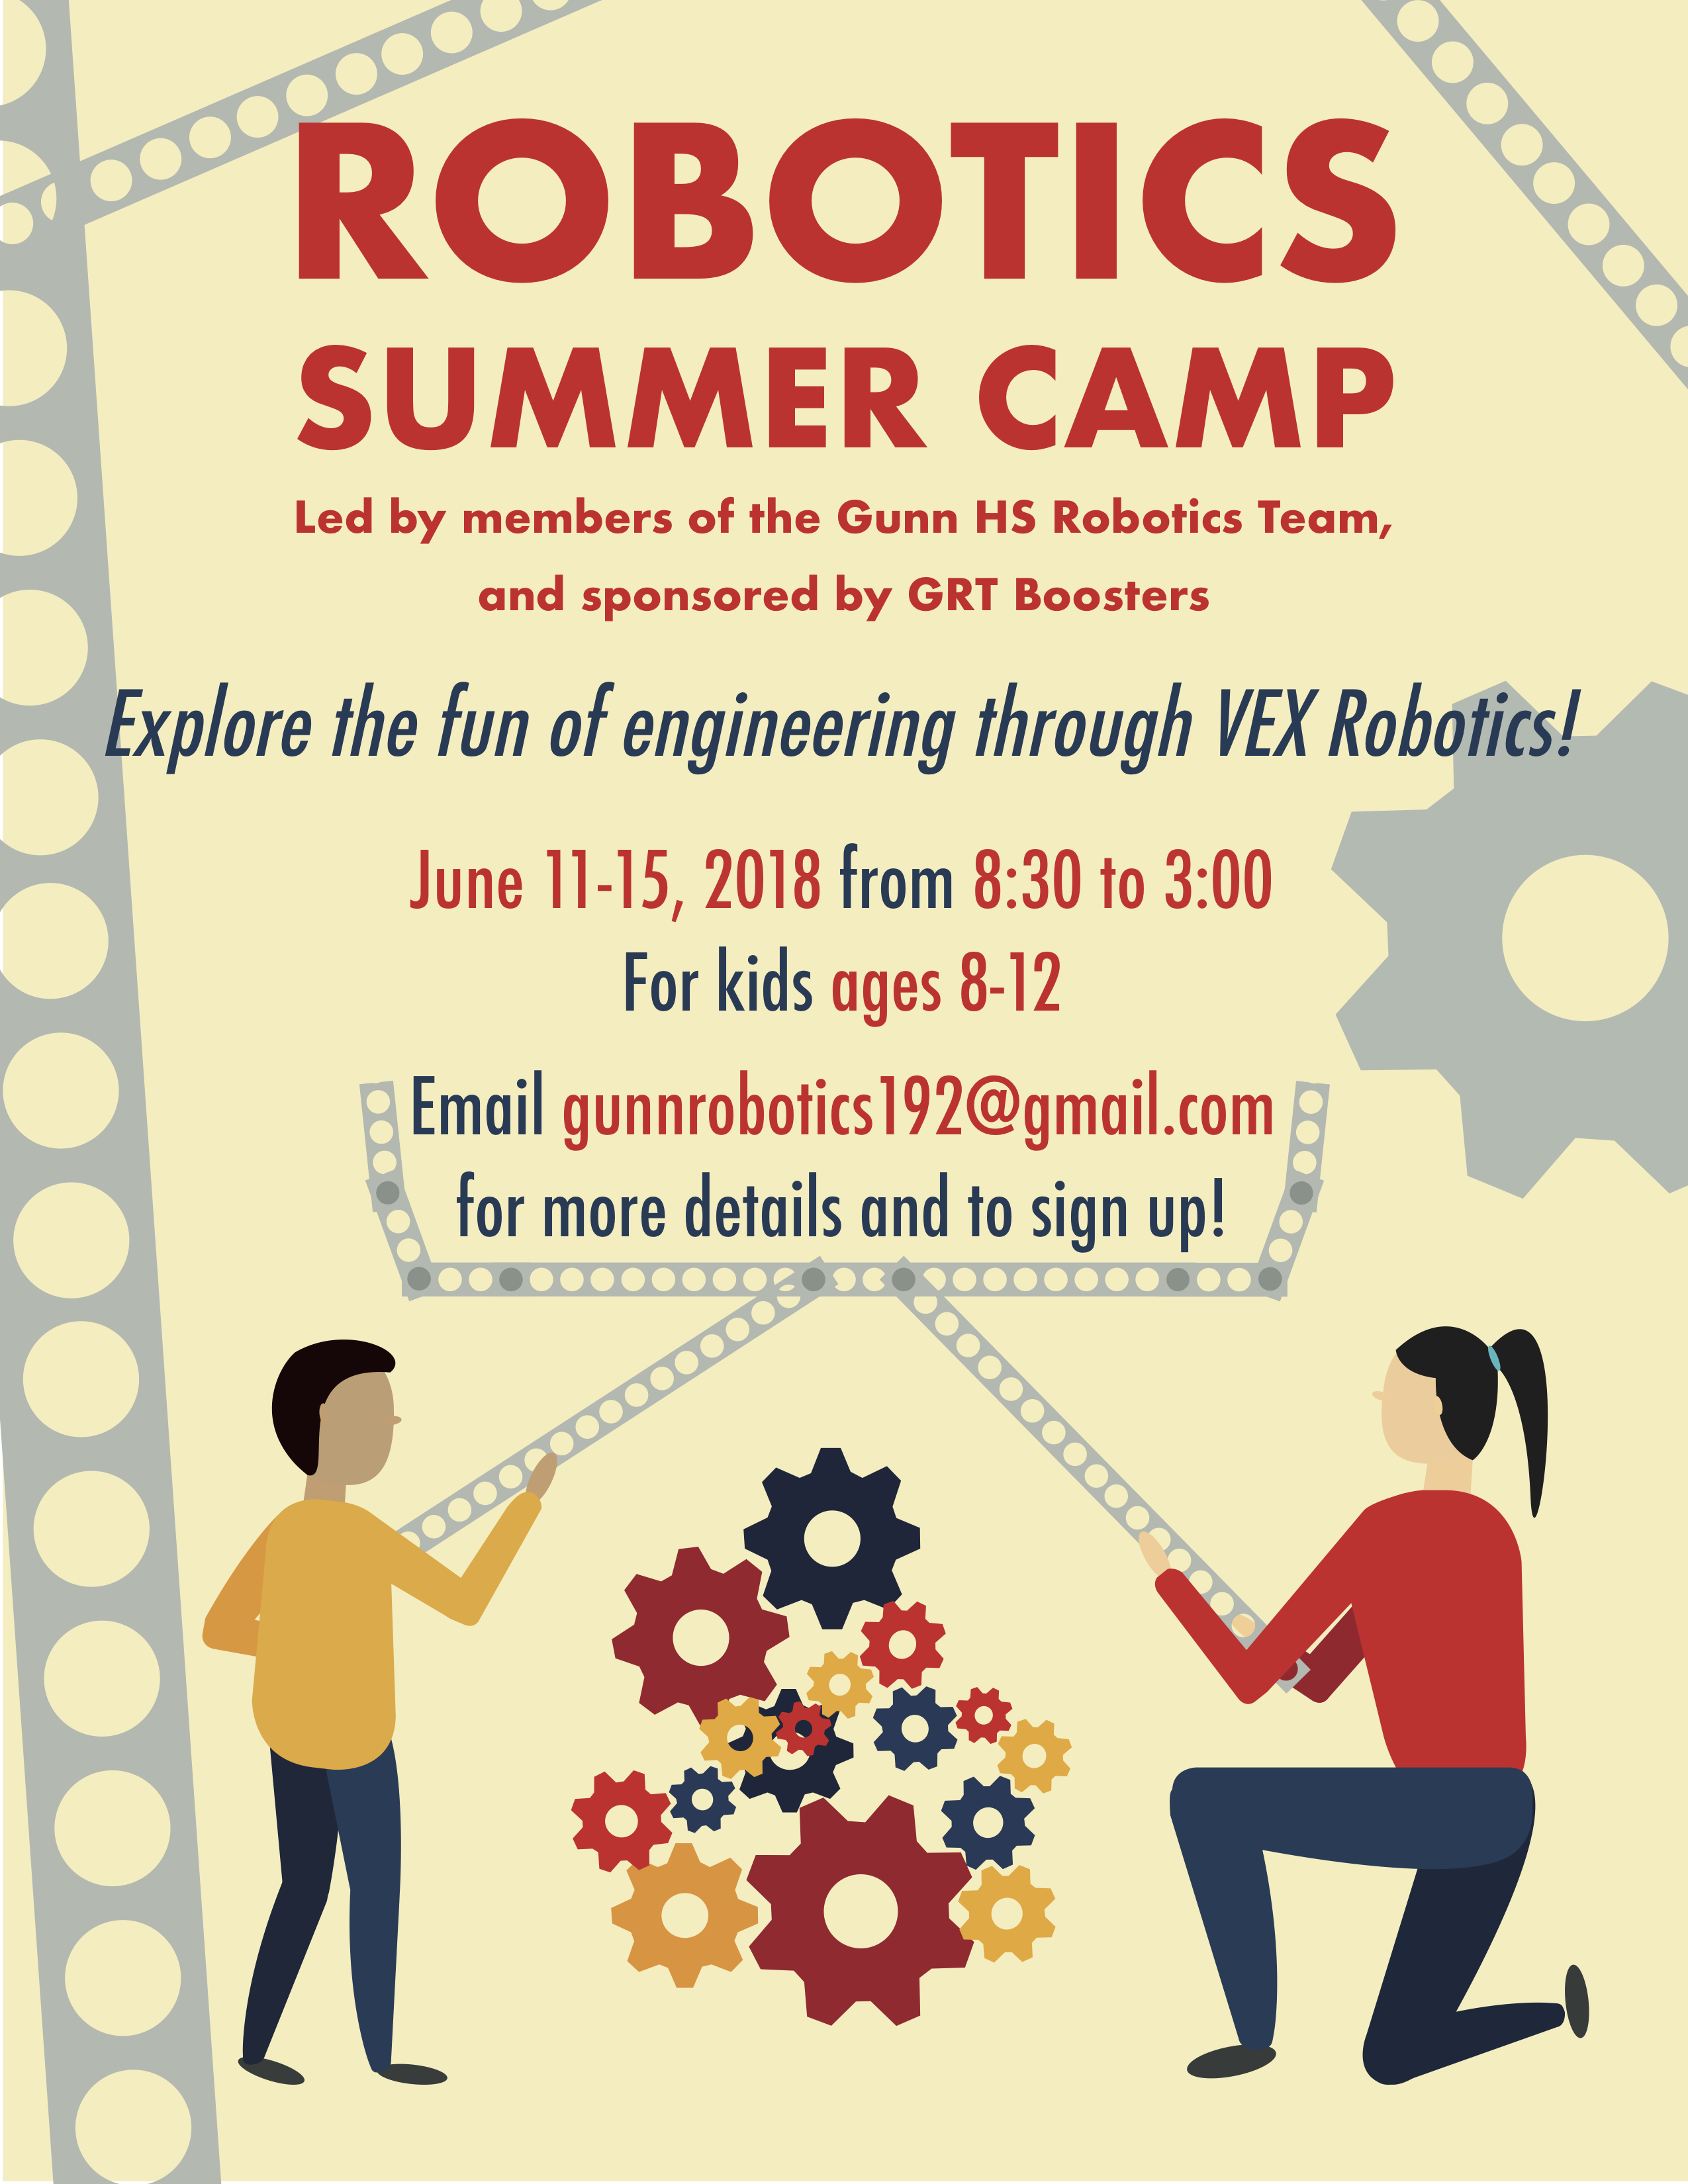 ROBOTICS
SUMMER CAMP
Led by members of the Gunn HS Robotics Team,
and sponsored by GRT Boosters
Explore the fun of engineering through VEX Robotics!
June 11-15, 2018 from 8:30 to 3:00
For kids ages 8-12
Email gunnrobotics192@gmail.com
for more details and to sign up!